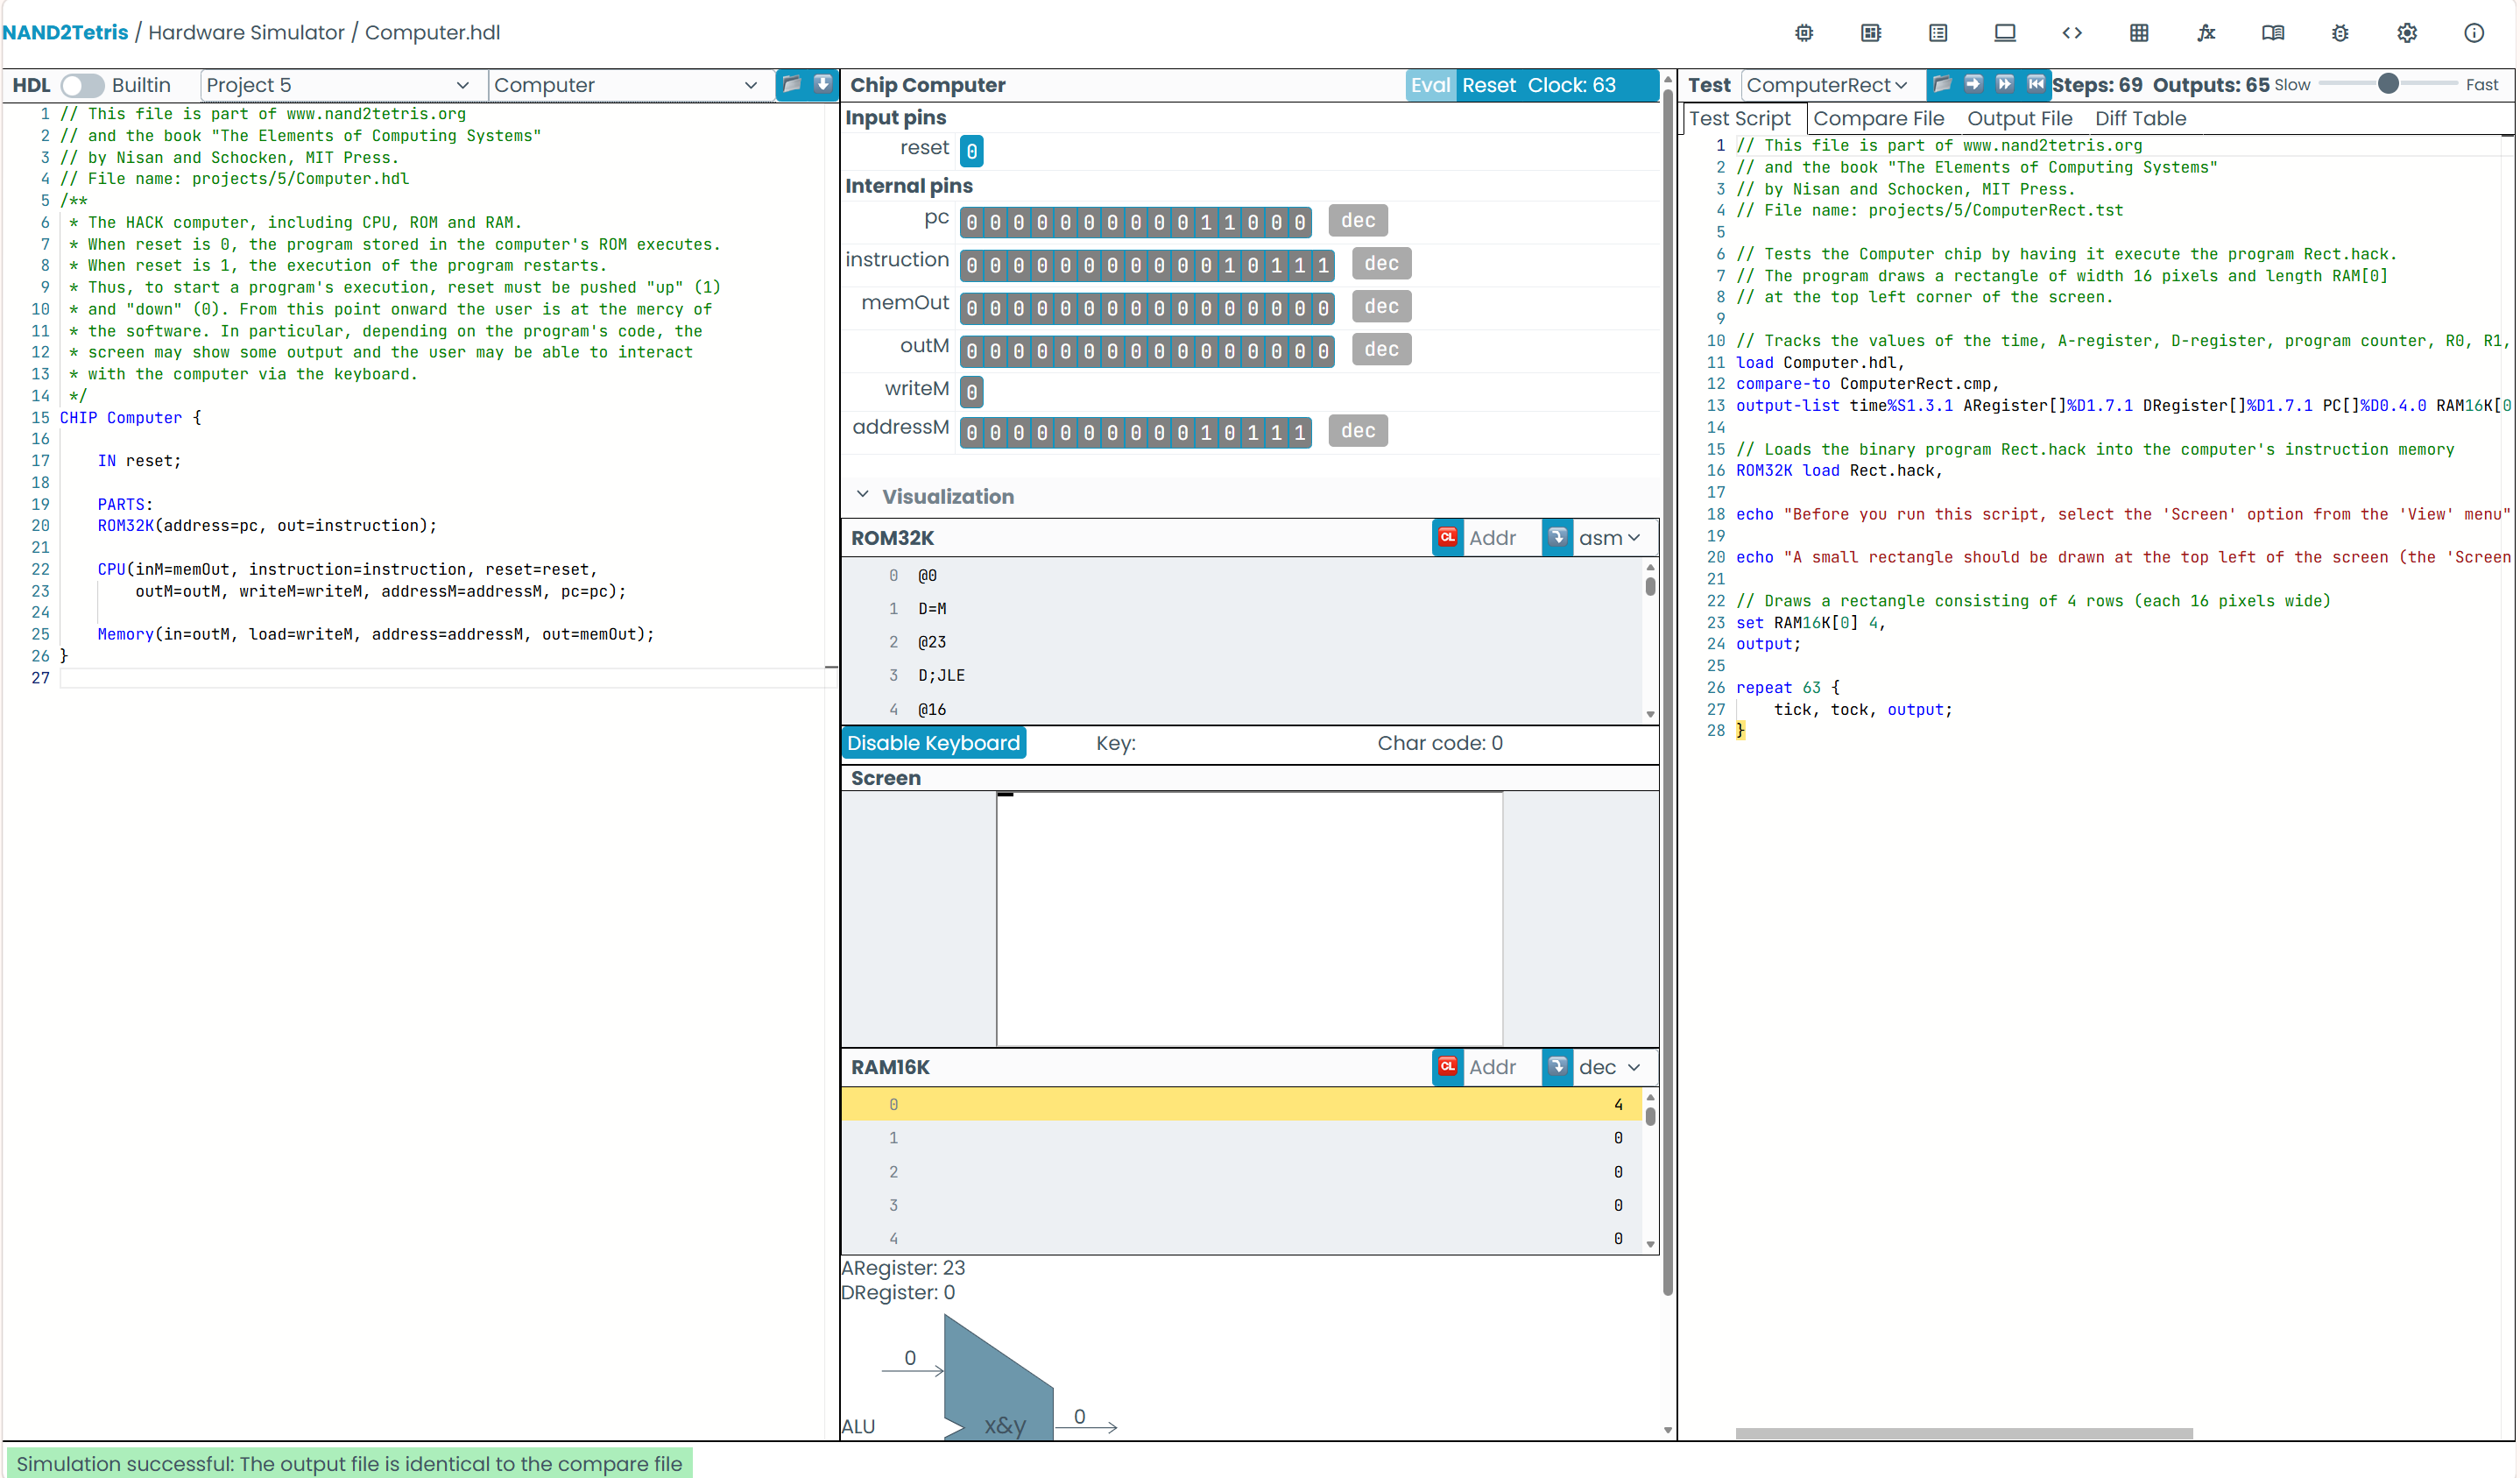 NAND2Tetris / Hardware Simulator / Computer.hdl
HDL Builtin Project 5 Computer
1 // This file is part of www.nand2tetris.org
2 // and the book "The Elements of Computing Systems"
3 // by Nisan and Schocken, MIT Press.
4 // File name: projects/5/Computer.hdl
5 /**
6 * The HACK computer, including CPU, ROM and RAM.
7 * When reset is 0, the program stored in the computer's ROM executes.
8 * When reset is 1, the execution of the program restarts.
9 * Thus, to start a program's execution, reset must be pushed "up" (1)
10 * and "down" (0). From this point onward the user is at the mercy of
11 * the software. In particular, depending on the program's code, the
12 * screen may show some output and the user may be able to interact
13 * with the computer via the keyboard.
14 */
15 CHIP Computer {
16
17 IN reset;
18
19 PARTS:
20 ROM32K(address=pc, out=instruction);
21
22 CPU(inM=memOut, instruction=instruction, reset=reset,
23 outM=outM, writeM=writeM, addressM=addressM, pc=pc);
24
25 Memory(in=outM, load=writeM, address=addressM, out=memOut);
26 }
27
Chip Computer Eval Reset Clock: 63
Input pins
reset 0
Internal pins
pc 0 0 0 0 0 0 0 0 0 0 1 1 0 0 0 dec
instruction 0 0 0 0 0 0 0 0 0 0 0 1 0 1 1 1 dec
memOut 0 0 0 0 0 0 0 0 0 0 0 0 0 0 0 0 dec
outM 0 0 0 0 0 0 0 0 0 0 0 0 0 0 0 0 dec
writeM 0
addressM 0 0 0 0 0 0 0 0 0 0 1 0 1 1 1 dec
Visualization
ROM32K CL Addr asm
0 @0
1 D=M
2 @23
3 D;JLE
4 @16
Disable Keyboard Key: Char code: 0
Screen
RAM16K CL Addr dec
0 4
1 0
2 0
3 0
4 0
ARegister: 23
DRegister: 0
0
ALU x&y 0
Test ComputerRect Steps: 69 Outputs: 65 Slow Fast
Test Script Compare File Output File Diff Table
1 // This file is part of www.nand2tetris.org
2 // and the book "The Elements of Computing Systems"
3 // by Nisan and Schocken, MIT Press.
4 // File name: projects/5/ComputerRect.tst
5
6 // Tests the Computer chip by having it execute the program Rect.hack.
7 // The program draws a rectangle of width 16 pixels and length RAM[0]
8 // at the top left corner of the screen.
9
10 // Tracks the values of the time, A-register, D-register, program counter, R0, R1,
11 load Computer.hdl,
12 compare-to ComputerRect.cmp,
13 output-list time%S1.3.1 ARegister[]%D1.7.1 DRegister[]%D1.7.1 PC[]%D0.4.0 RAM16K[0
14
15 // Loads the binary program Rect.hack into the computer's instruction memory
16 ROM32K load Rect.hack,
17
18 echo "Before you run this script, select the 'Screen' option from the 'View' menu"
19
20 echo "A small rectangle should be drawn at the top left of the screen (the 'Screen
21
22 // Draws a rectangle consisting of 4 rows (each 16 pixels wide)
23 set RAM16K[0] 4,
24 output;
25
26 repeat 63 {
27 tick, tock, output;
28 }
Simulation successful: The output file is identical to the compare file